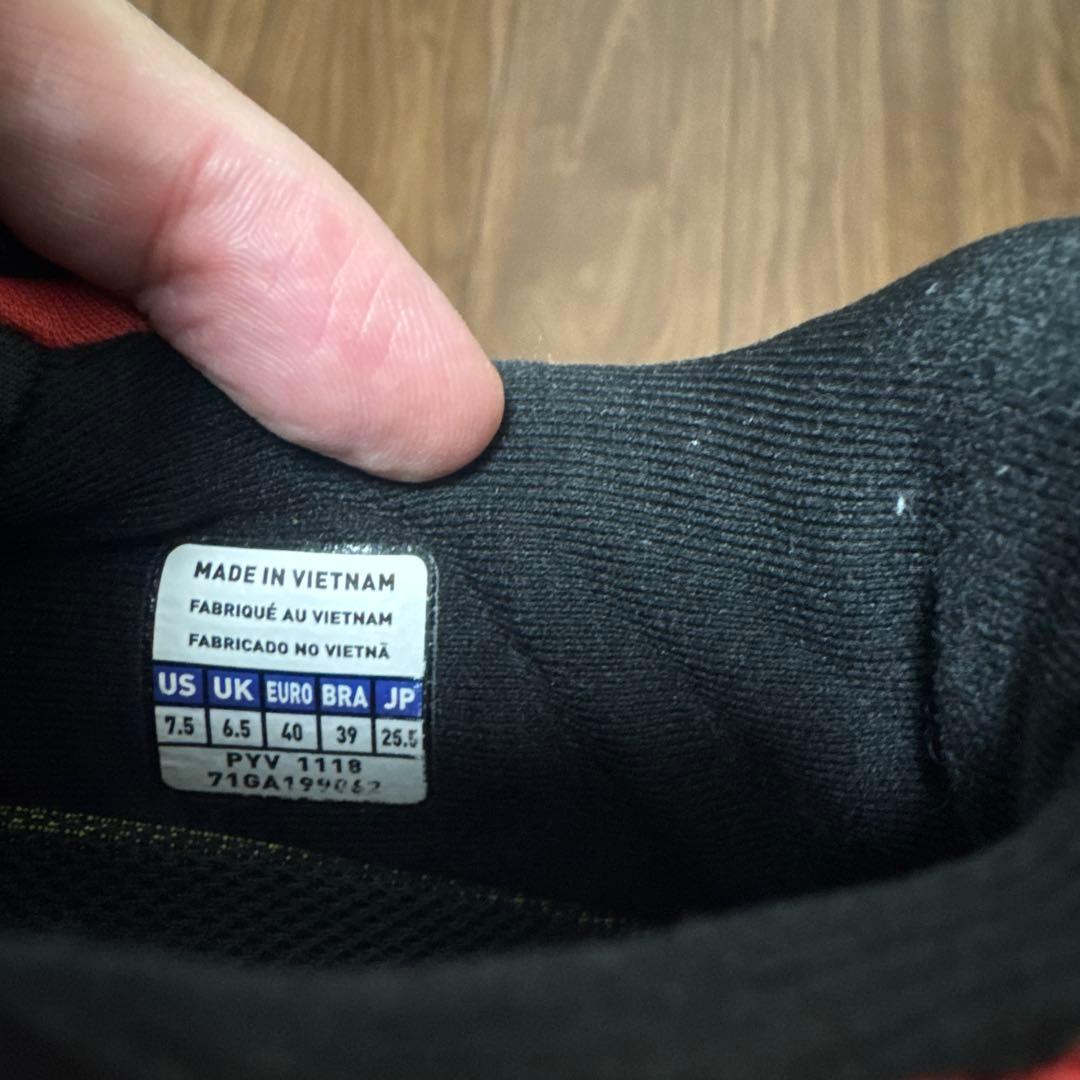 MADE IN VIETNAM
FABRIQUÉ AU VIETNAM
FABRICADO NO VIETNÃ
US UK EURO BRA JP
7.5 6.5 40 39 25.5
PYV 1118
71GA199062